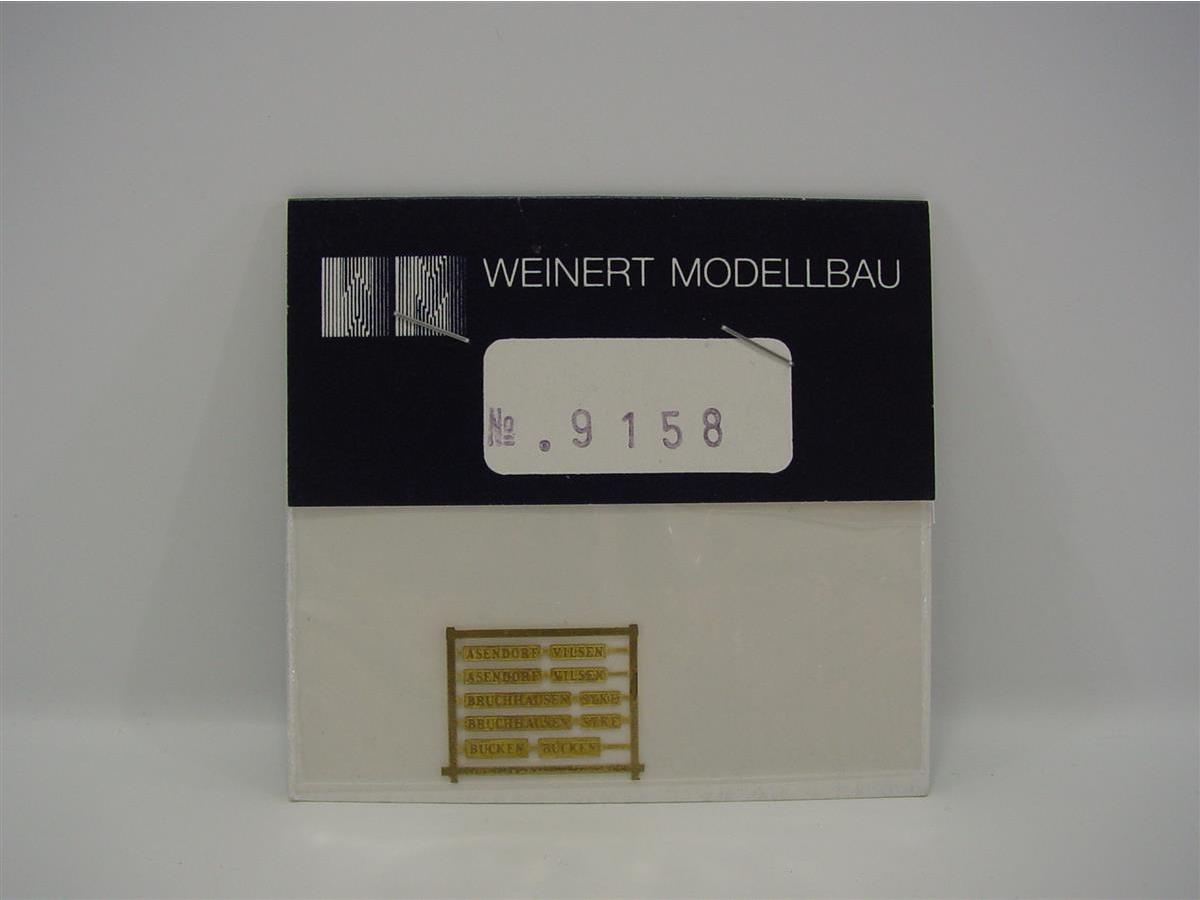 WEINERT MODELLBAU
№ .9158
ASENDORF VILSEN
ASENDORF VILSEN
BRUCHHAUSEN SYKE
BRUCHHAUSEN SYKE
BÜCKEN BÜCKEN